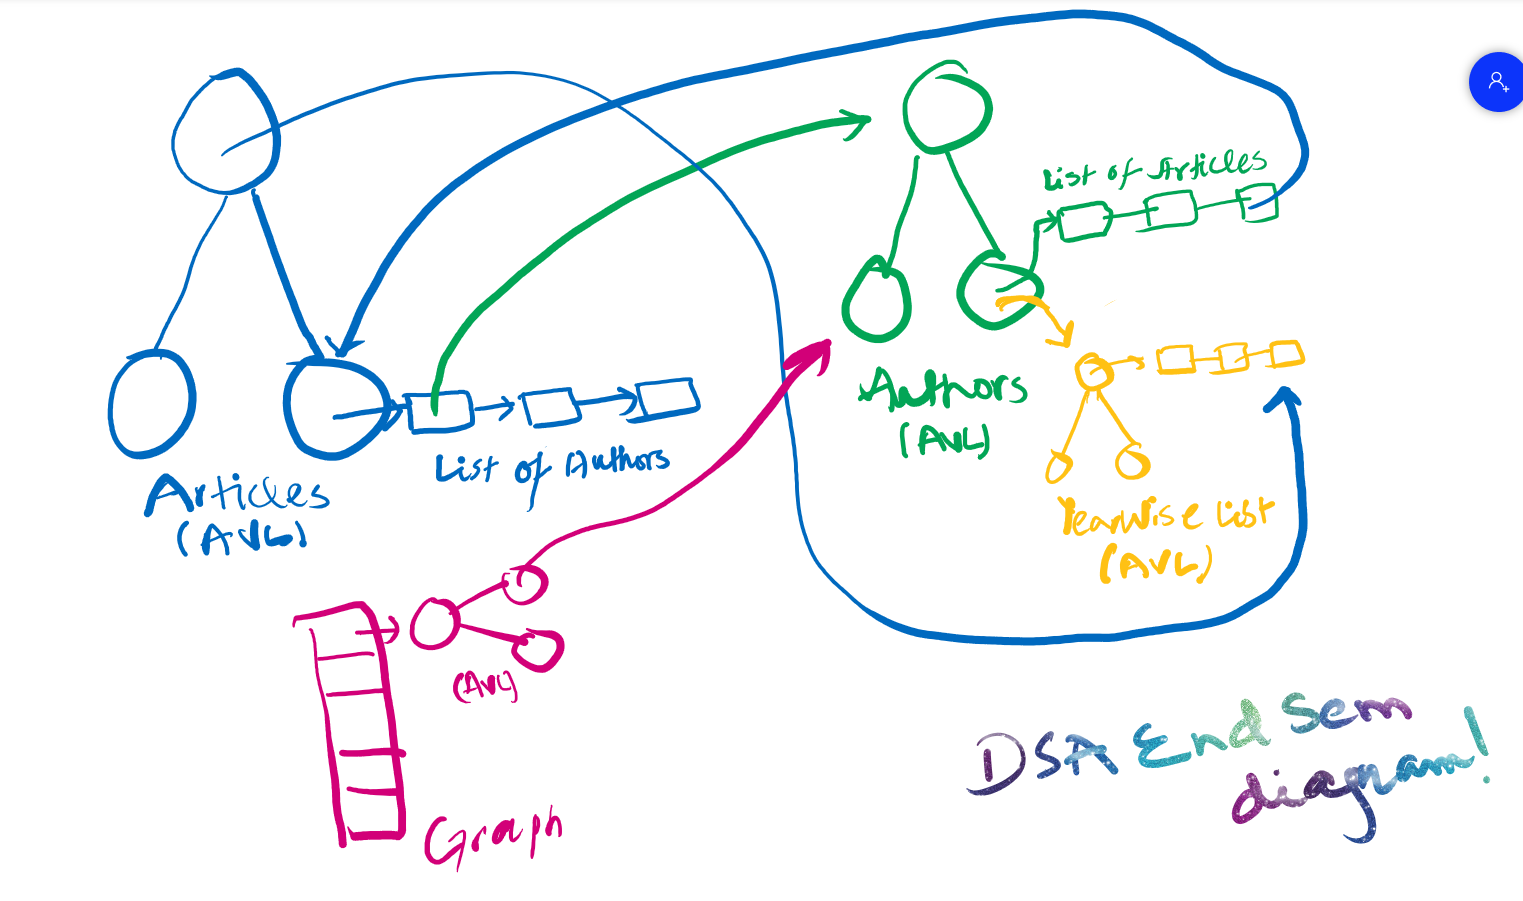 List of Articles
Authors
(AVL)
List of Authors
Articles
(AVL)
Yearwise List
(AVL)
(AVL)
Graph
DSA End Sem
diagram!